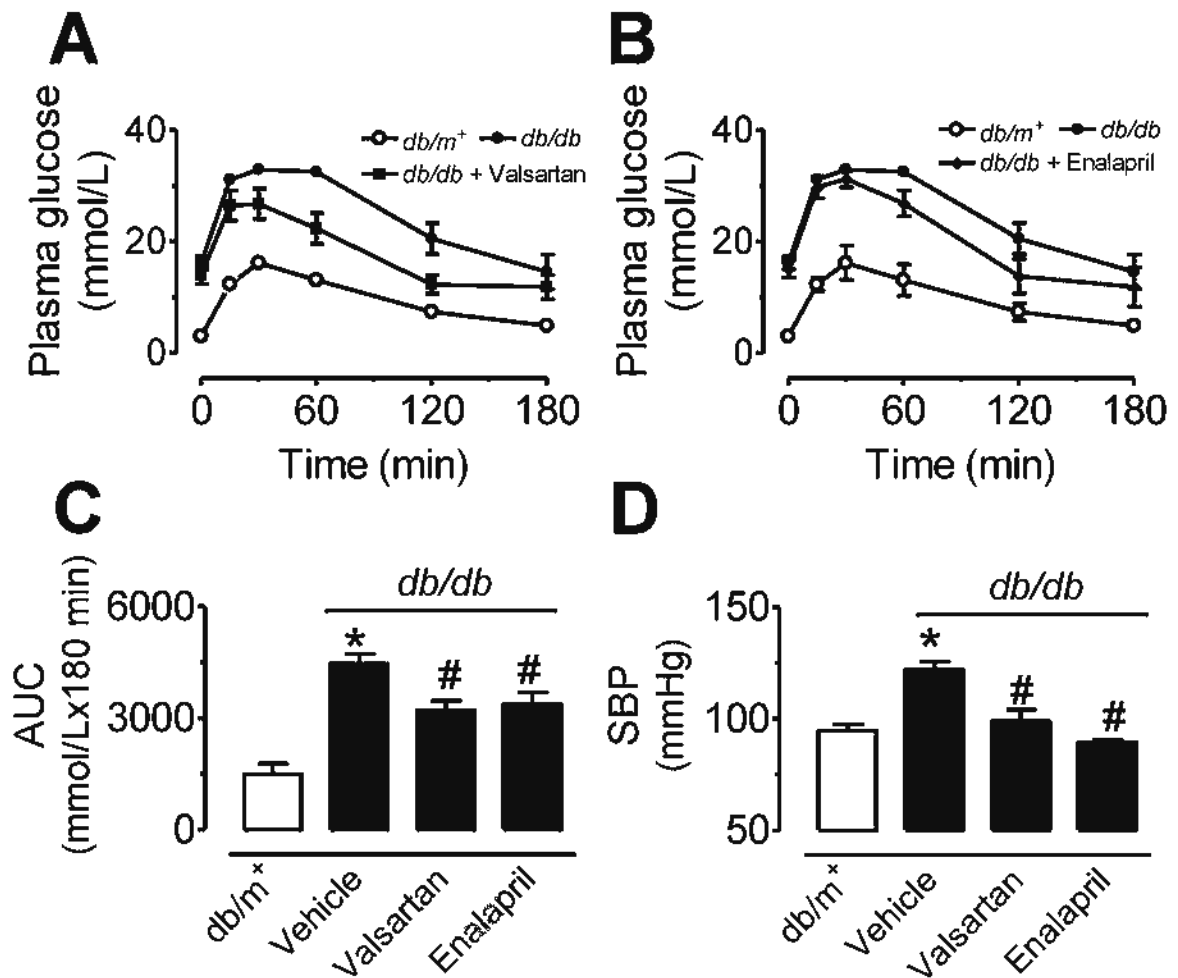 A
Plasma glucose
(mmol/L)
40
20
0
db/m+ db/db
db/db + Valsartan
0 60 120 180
Time (min)
B
Plasma glucose
(mmol/L)
40
20
0
db/m+ db/db
db/db + Enalapril
0 60 120 180
Time (min)
C
AUC
(mmol/Lx180 min)
6000
3000
0
db/db
*
#
#
db/m+
Vehicle
Valsartan
Enalapril
D
SBP
(mmHg)
150
100
50
db/db
*
#
#
db/m+
Vehicle
Valsartan
Enalapril